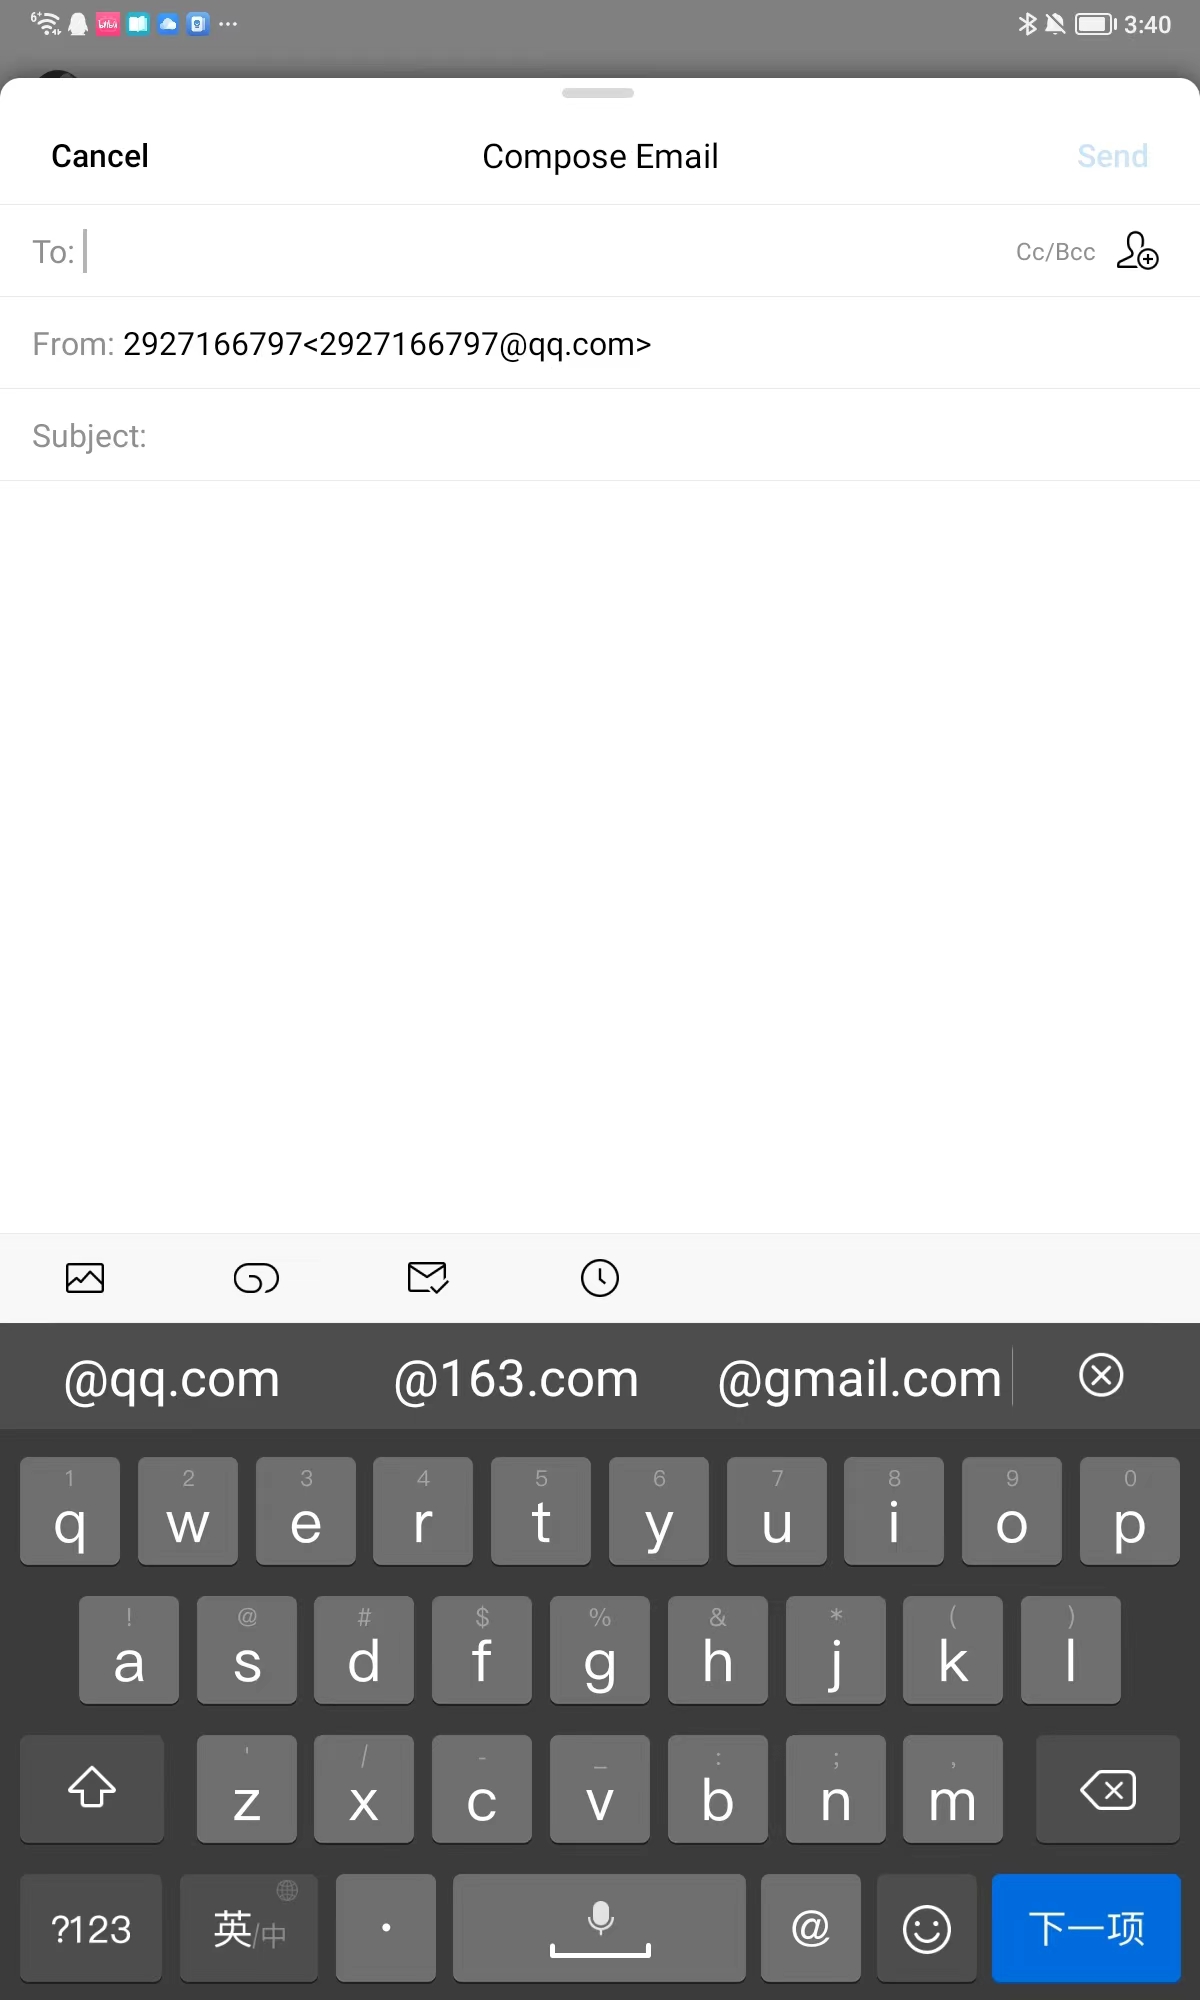 3:40
Cancel Compose Email Send
To: Cc/Bcc
From: 2927166797<2927166797@qq.com>
Subject:
@qq.com @163.com @gmail.com
1 2 3 4 5 6 7 8 9 0
q w e r t y u i o p
! @ # $ % & * ( )
a s d f g h j k l
' / - _ : ; ,
z x c v b n m
?123 英/中 . @ 下一项